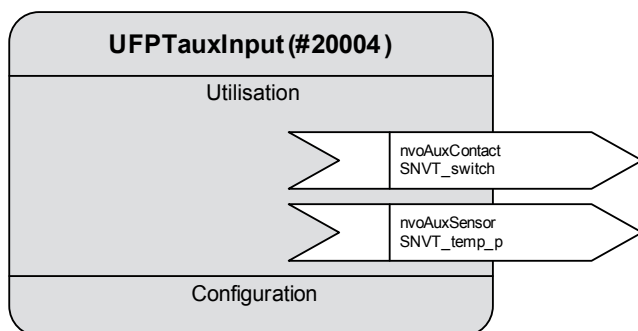 UFPTauxInput (#20004)
Utilisation
nvoAuxContact
SNVT_switch
nvoAuxSensor
SNVT_temp_p
Configuration